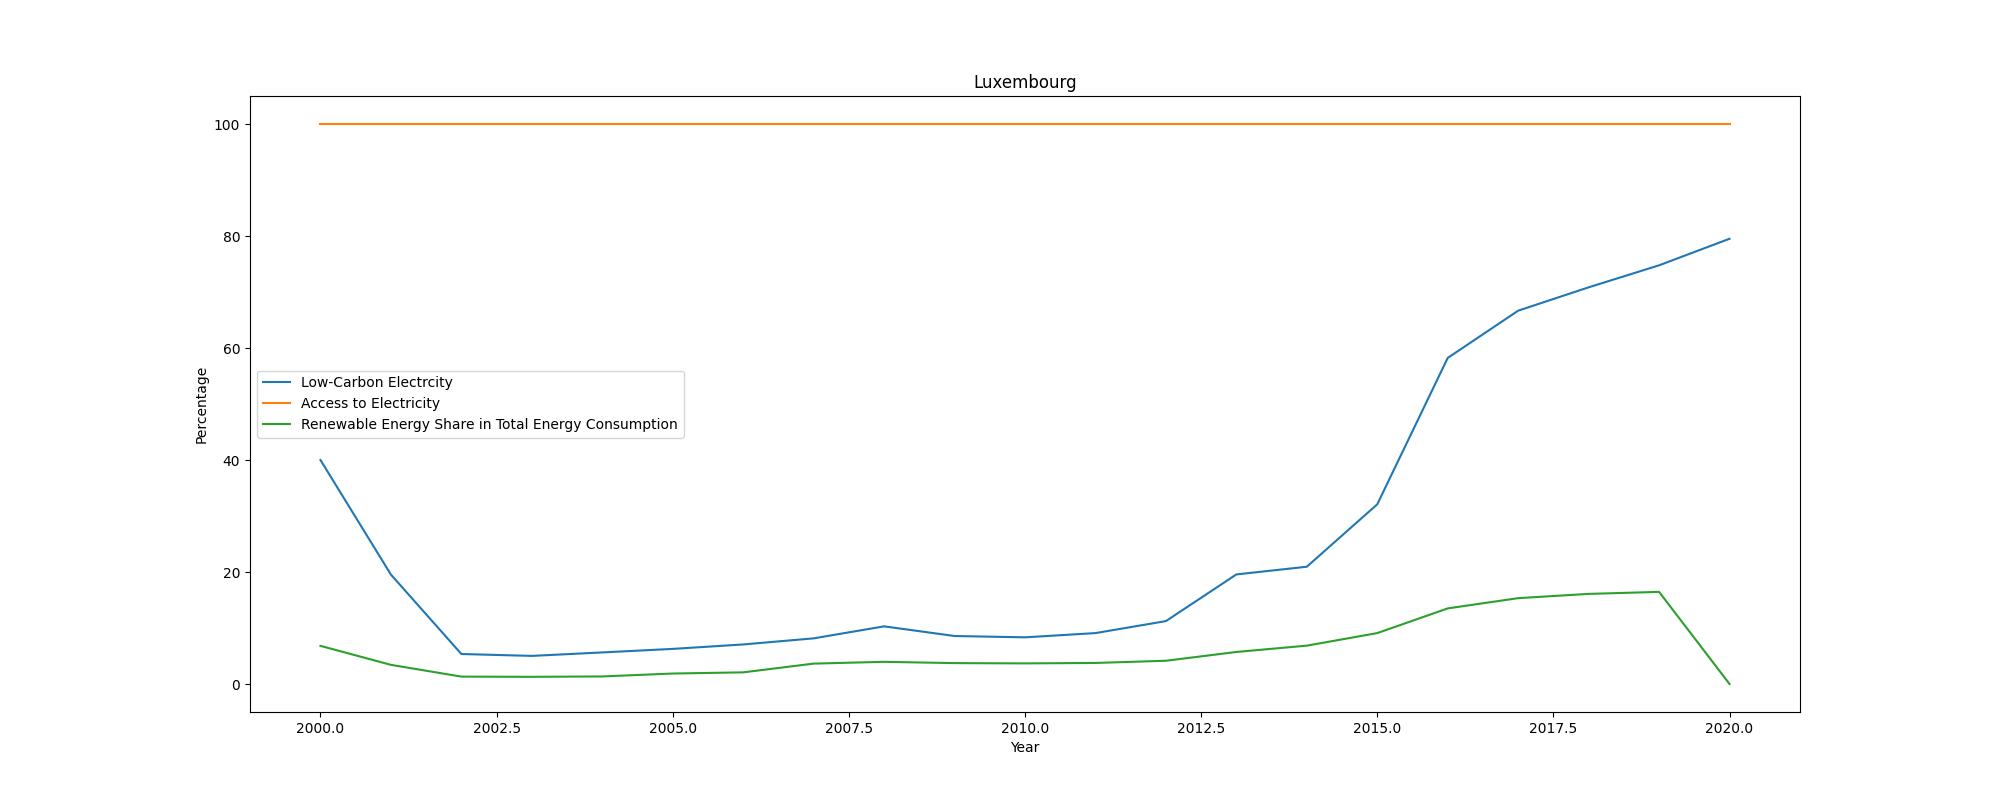 Luxembourg
100
80
60
40
20
0
Percentage
Low-Carbon Electrcity
Access to Electricity
Renewable Energy Share in Total Energy Consumption
2000.0 2002.5 2005.0 2007.5 2010.0 2012.5 2015.0 2017.5 2020.0
Year